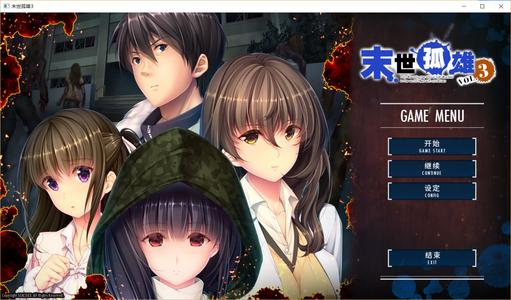 末世孤雄3
末世孤雄
VOL 3
GAME MENU
开始
GAME START
继续
CONTINUE
设定
CONFIG
结束
EXIT